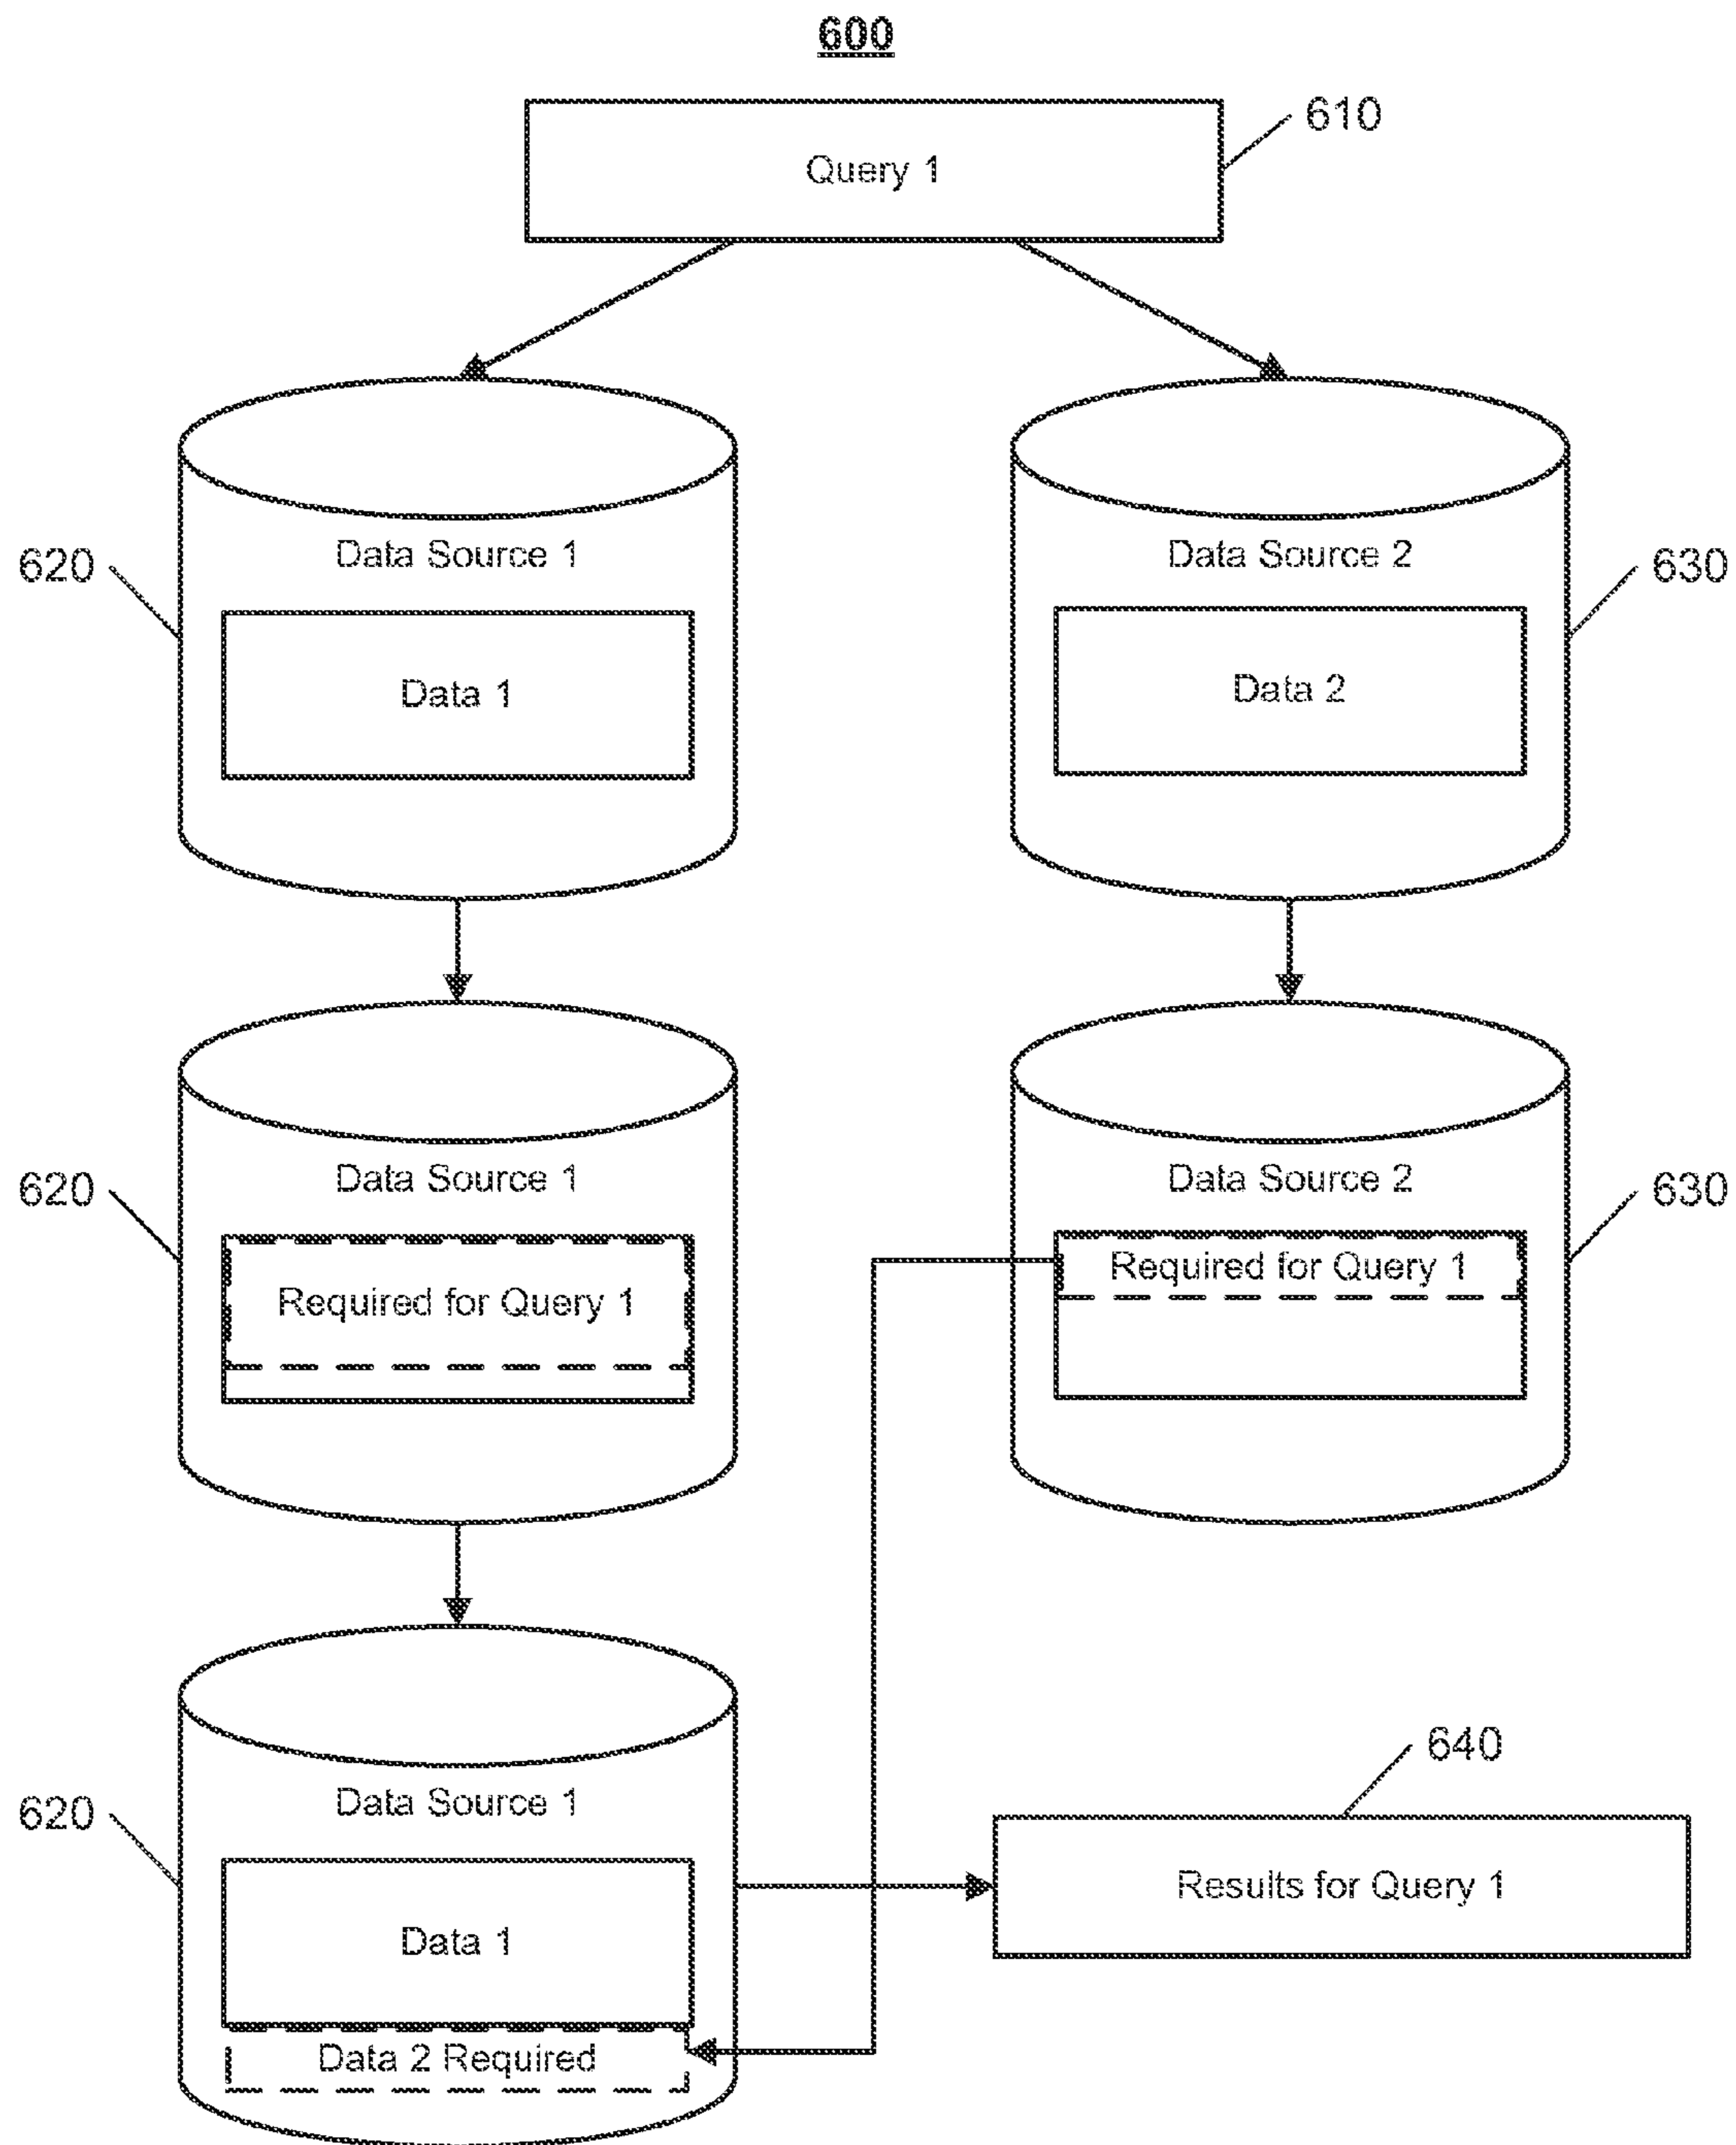 600
610
Query 1
620
Data Source 1
Data Source 2
630
Data 1
Data 2
620
Data Source 1
Data Source 2
630
Required for Query 1
Required for Query 1
640
620
Data Source 1
Results for Query 1
Data 1
Data 2 Required